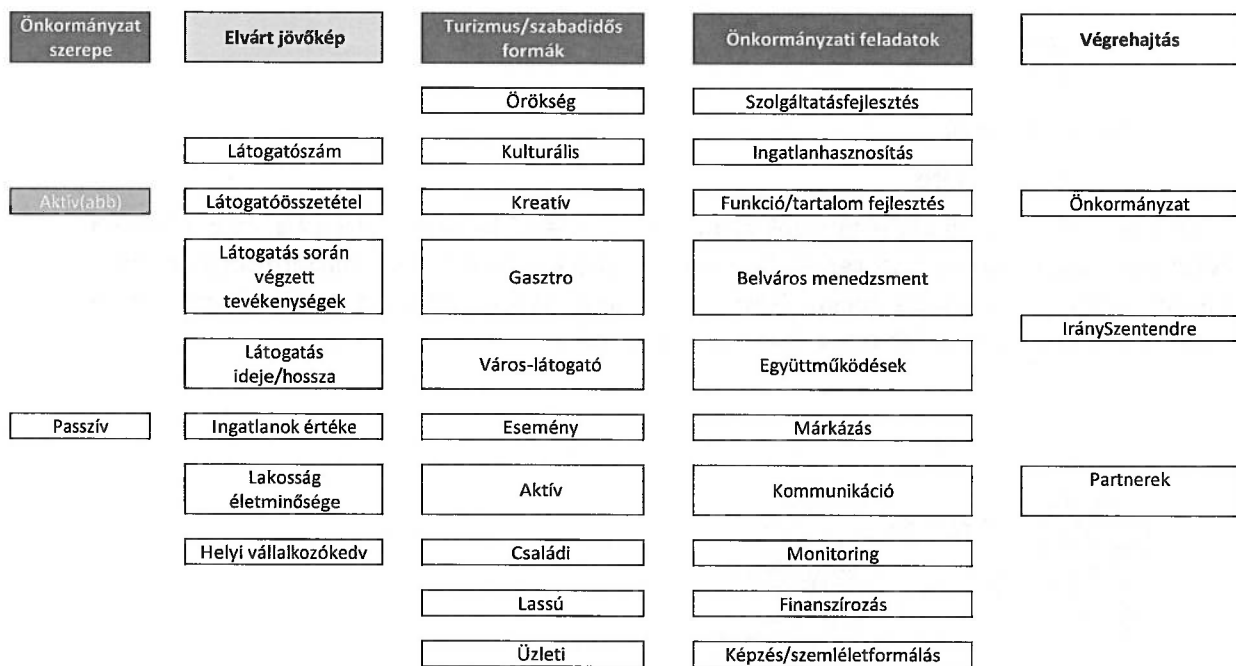 Önkormányzat
szerepe
Elvárt jövőkép
Turizmus/szabadidős
formák
Önkormányzati feladatok
Végrehajtás
Örökség
Szolgáltatásfejlesztés
Látogatószám
Kulturális
Ingatlanhasznosítás
Aktív(abb)
Látogatóösszetétel
Kreatív
Funkció/tartalom fejlesztés
Önkormányzat
Látogatás során
végzett
tevékenységek
Gasztro
Belváros menedzsment
IránySzentendre
Látogatás
ideje/hossza
Város-látogató
Együttműködések
Passzív
Ingatlanok értéke
Esemény
Márkázás
Lakosság
életminősége
Aktív
Kommunikáció
Partnerek
Helyi vállalkozókedv
Családi
Monitoring
Lassú
Finanszírozás
Üzleti
Képzés/szemléletformálás